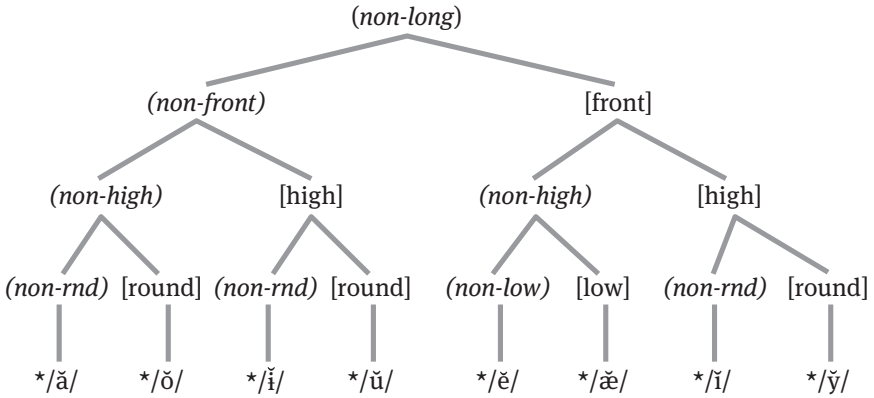 (non-long)
(non-front) [front]
(non-high) [high] (non-high) [high]
(non-rnd) [round] (non-rnd) [round] (non-low) [low] (non-rnd) [round]
*/ă/ */ŏ/ */ɨ̆/ */ŭ/ */ĕ/ */æ̆/ */ĭ/ */y̆/